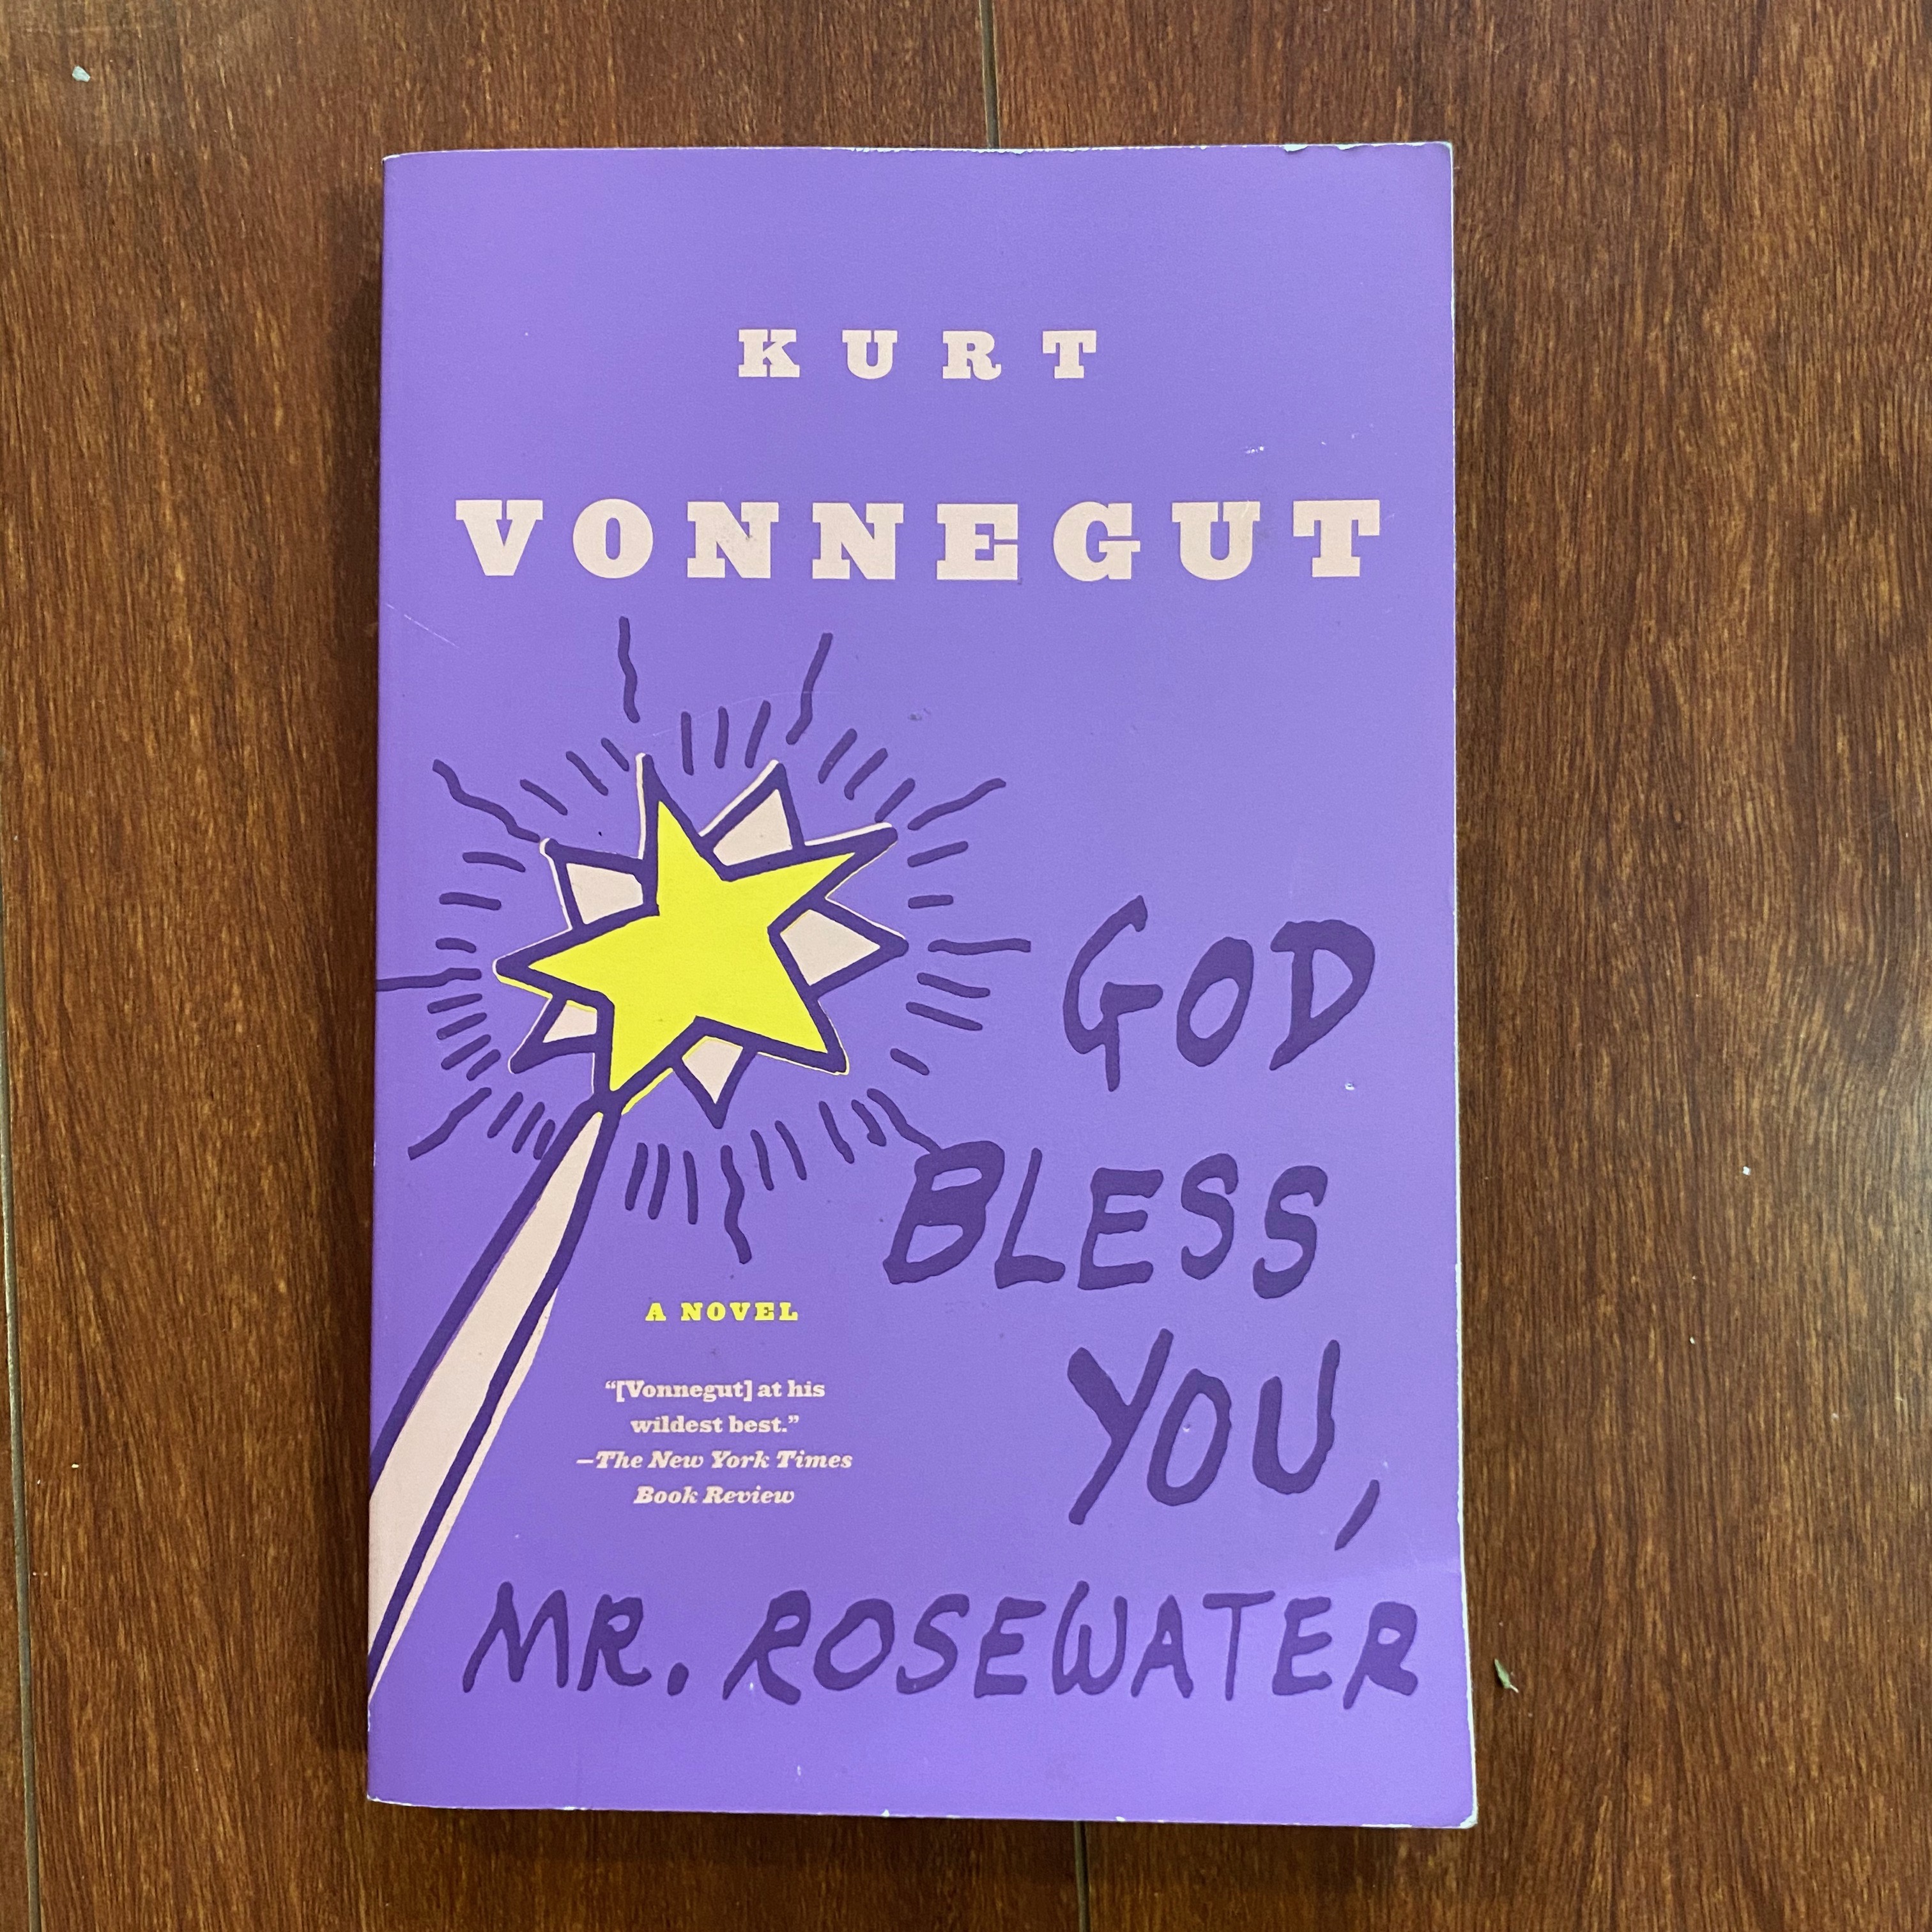 KURT
VONNEGUT
GOD
BLESS
YOU,
MR. ROSEWATER
A NOVEL
“[Vonnegut] at his
wildest best.”
—The New York Times
Book Review